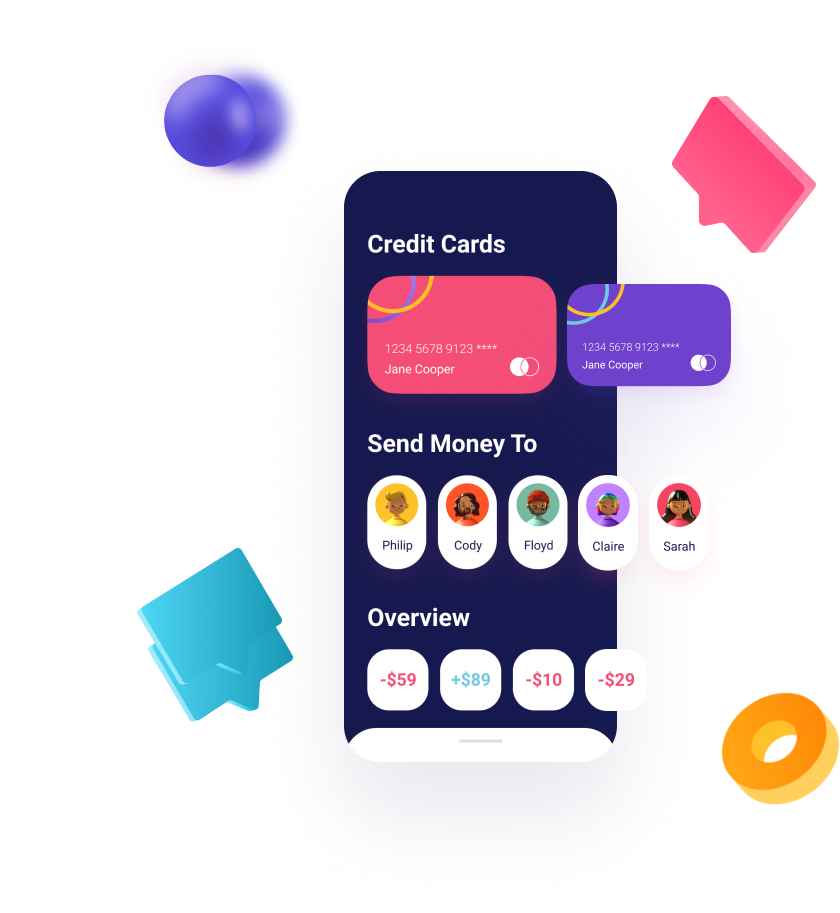 Credit Cards
1234 5678 9123 ****
Jane Cooper
1234 5678 9123 ****
Jane Cooper
Send Money To
Philip Cody Floyd Claire Sarah
Overview
-$59 +$89 -$10 -$29